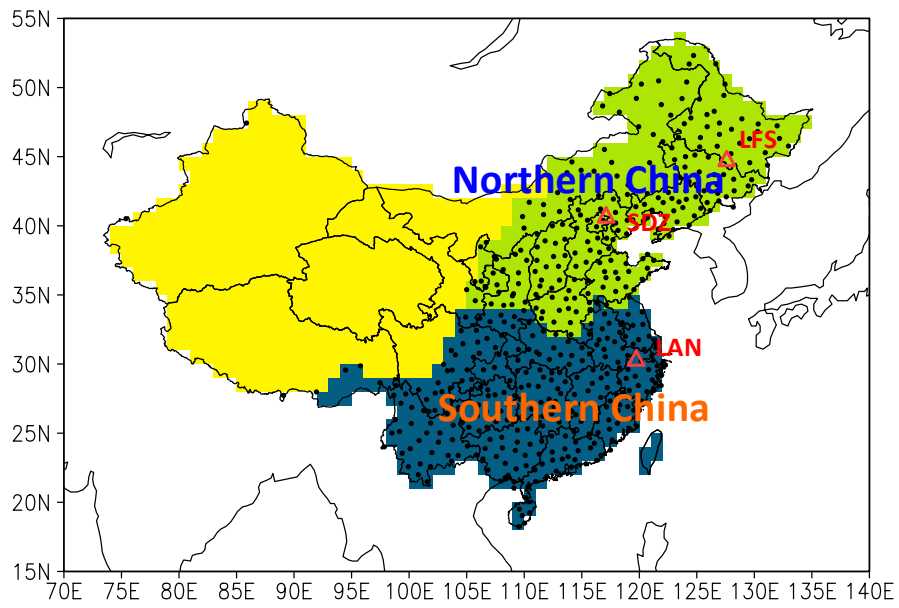 55N
50N
45N
40N
35N
30N
25N
20N
15N
LFS
Northern China
SDZ
LAN
Southern China
70E 75E 80E 85E 90E 95E 100E 105E 110E 115E 120E 125E 130E 135E 140E